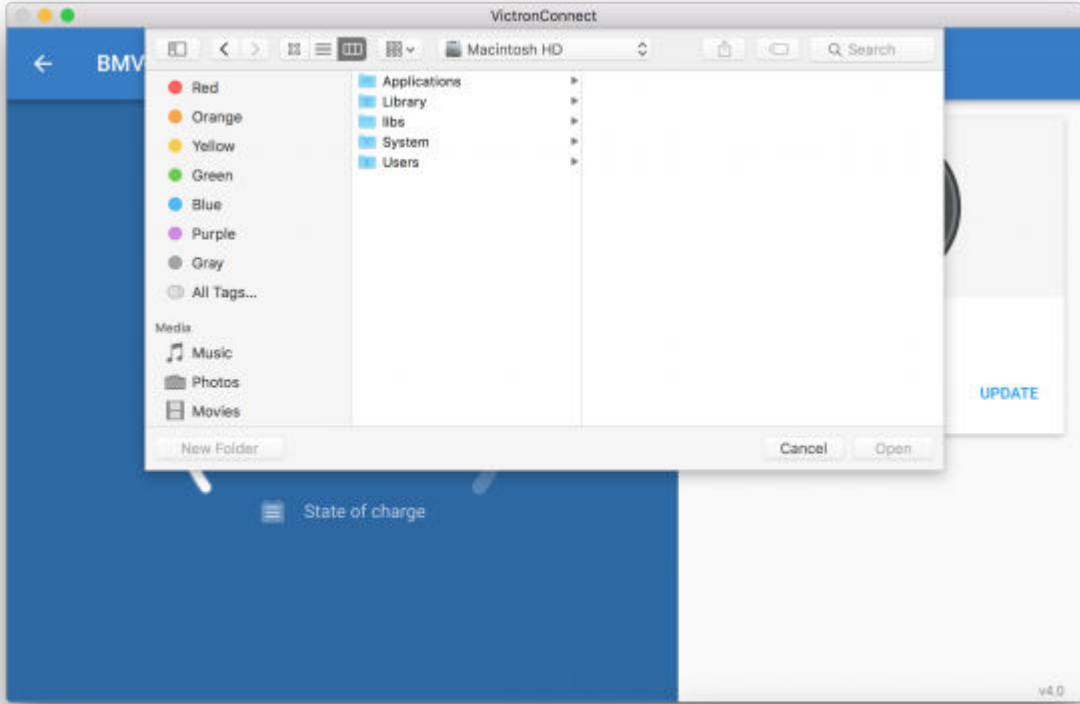 VictronConnect
BMV
Macintosh HD
Search
Red
Orange
Yellow
Green
Blue
Purple
Gray
All Tags...
Media
Music
Photos
Movies
Applications
Library
libs
System
Users
New Folder
Cancel
Open
UPDATE
State of charge
v4.0